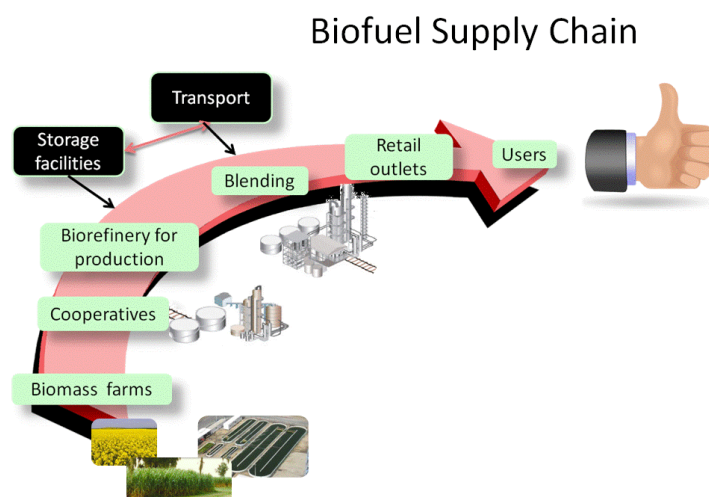 Biofuel Supply Chain
Transport
Storage
facilities
Retail
outlets
Users
Blending
Biorefinery for
production
Cooperatives
Biomass farms